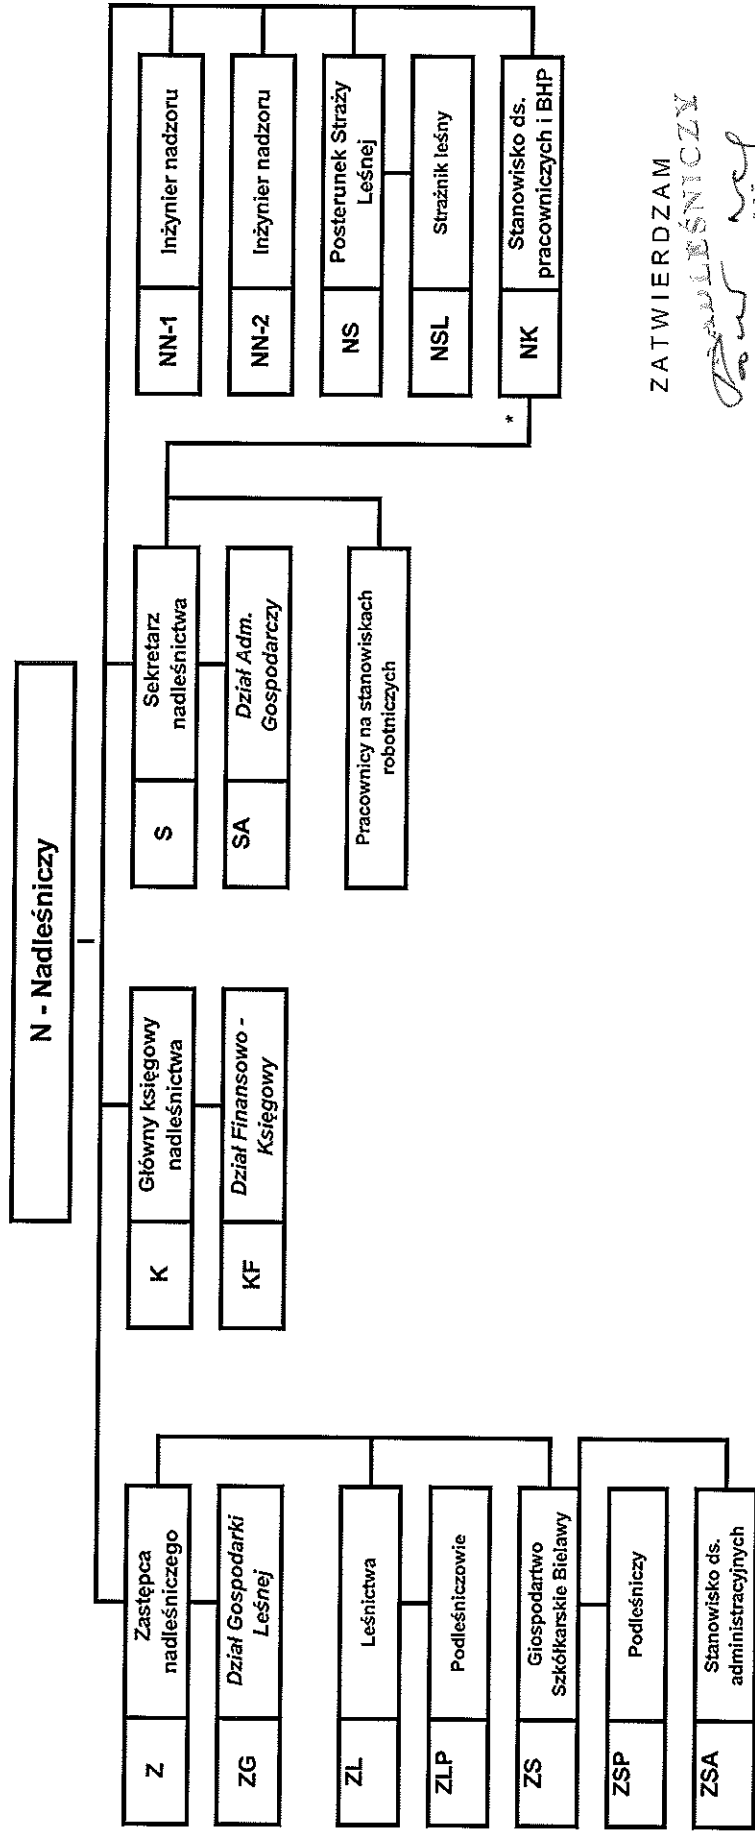 N - Nadleśniczy
Z
Zastępca
nadleśniczego
ZG
Dział Gospodarki
Leśnej
ZL
Leśnictwa
ZLP
Podleśniczowie
ZS
Giospodartwo
Szkółkarskie Bielawy
ZSP
Podleśniczy
ZSA
Stanowisko ds.
administracyjnych
K
Główny księgowy
nadleśnictwa
KF
Dział Finansowo -
Księgowy
S
Sekretarz
nadleśnictwa
SA
Dział Adm.
Gospodarczy
Pracownicy na stanowiskach
robotniczych
NN-1
Inżynier nadzoru
NN-2
Inżynier nadzoru
NS
Posterunek Straży
Leśnej
NSL
Strażnik leśny
*
NK
Stanowisko ds.
pracowniczych i BHP
ZATWIERDZAM
NADLEŚNICZY